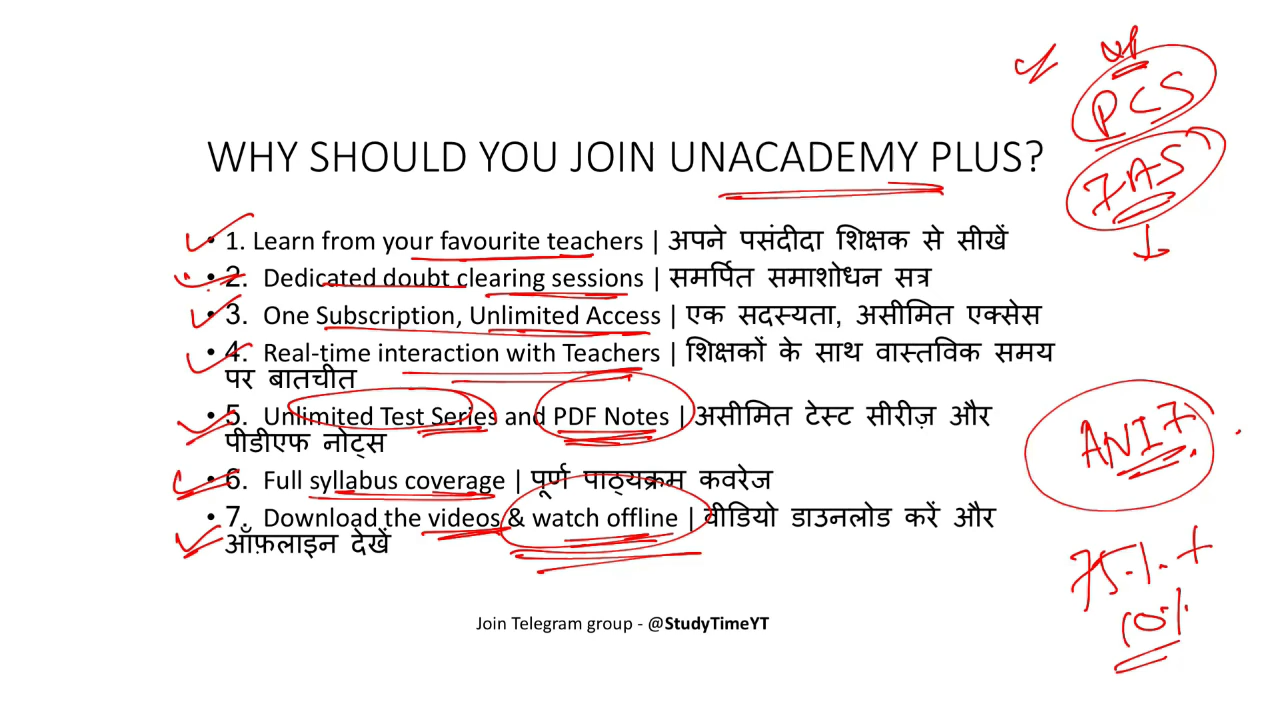 PCS
WHY SHOULD YOU JOIN UNACADEMY PLUS?
IAS
• 1. Learn from your favourite teachers | अपने पसंदीदा शिक्षक से सीखें
• 2. Dedicated doubt clearing sessions | समर्पित समाशोधन सत्र
• 3. One Subscription, Unlimited Access | एक सदस्यता, असीमित एक्सेस
• 4. Real-time interaction with Teachers | शिक्षकों के साथ वास्तविक समय
पर बातचीत
• 5. Unlimited Test Series and PDF Notes | असीमित टेस्ट सीरीज़ और
पीडीएफ नोट्स
• 6. Full syllabus coverage | पूर्ण पाठ्यक्रम कवरेज
• 7. Download the videos & watch offline | वीडियो डाउनलोड करें और
ऑफ़लाइन देखें
ANI7
75% +
10%
Join Telegram group - @StudyTimeYT